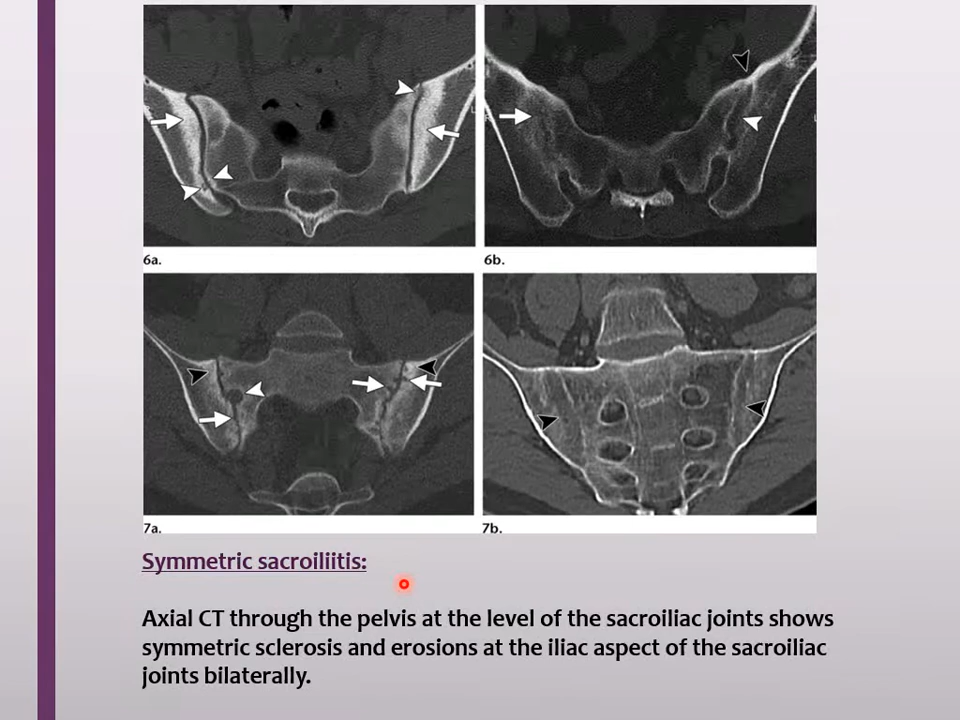 6a.
6b.
7a.
7b.
Symmetric sacroiliitis:
Axial CT through the pelvis at the level of the sacroiliac joints shows
symmetric sclerosis and erosions at the iliac aspect of the sacroiliac
joints bilaterally.